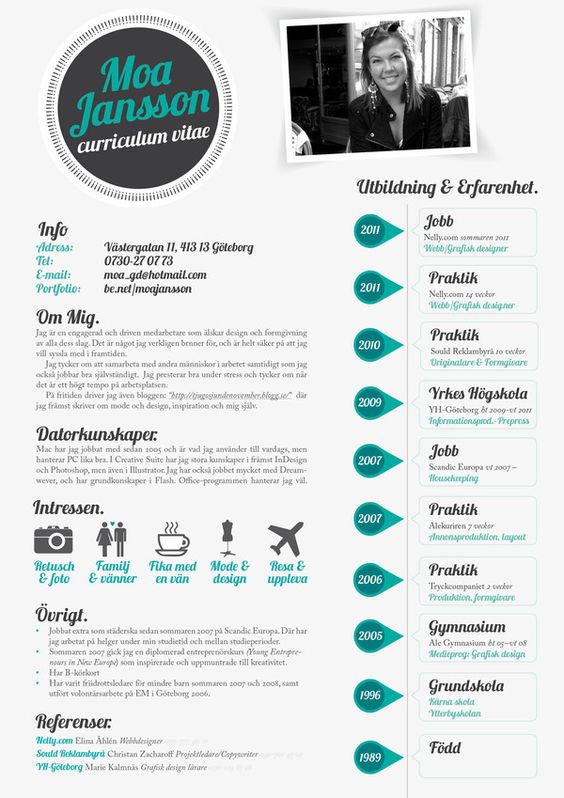 Moa
Jansson
curriculum vitae
Info
Adress: Västergatan 11, 413 13 Göteborg
Tel: 0730-27 07 73
E-mail: moa_gd@hotmail.com
Portfolio: be.net/moajansson
Om Mig.
Jag är en engagerad och driven medarbetare som älskar design och formgivning
av alla dess slag. Det är något jag verkligen brnner för, och är helt säker på att jag
vill syssla med i framtiden.
Jag tycker om att samarbeta med andra människor i arbetet samtidigt som jag
också jobbar bra självständigt. Jag presterar bra under stress och tycker om när
det är ett högt tempo på arbetsplatsen.
På fritiden driver jag även bloggen: "http://tjugosjundenovember.blogg.se/" där
jag främst skriver om mode och design, inspiration och mig själv.
Datorkunskaper.
Mac har jag jobbat med sedan 2005 och är vad jag använder till vardags, men
hanterar PC lika bra. I Creative Suite har jag stora kunskaper i främst InDesign
och Photoshop, men även i Illustrator. Jag har också jobbet mycket med Dream-
wever, och har grundkunskaper i Flash. Office-programmen hanterar jag väl.
Intressen.
Retusch
& foto
Familj
& vänner
Fika med
en vän
Mode &
design
Resa &
uppleva
Övrigt.
• Jobbat extra som städerska sedan sommaren 2007 på Scandic Europa. Där har
jag arbetat på helger under min studietid och mellan studieperioder.
• Sommaren 2007 gick jag en diplomerad entreprenörskurs (Young Entrepre-
nours in New Europe) som inspirerade och uppmuntrade till kreativitet.
• Har B-körkort
• Har varit friidrottsledare för mindre barn sommaren 2007 och 2008, samt
utfört volontärsarbete på EM i Göteborg 2006.
Referenser.
Nelly.com Elina Åhlén Webbdesigner
Sould Reklambyrå Christan Zacharoff Projektledare/Copywriter
YH-Göteborg Marie Kalmnäs Grafisk design lärare
Utbildning & Erfarenhet.
2011
Jobb
Nelly.com sommaren 2011
Webb/Grafisk designer
2011
Praktik
Nelly.com 14 veckor
Webb/Grafisk designer
2010
Praktik
Sould Reklambyrå 10 veckor
Originalare & Formgivare
2009
Yrkes Högskola
YH-Göteborg ht 2009-vt 2011
Informationsprod.- Prepress
2007
Jobb
Scandic Europa vt 2007 –
Housekeeping
2007
Praktik
Alekuriren 7 veckor
Annonsproduktion, layout
2006
Praktik
Tryckcompaniet 2 veckor
Produktion, formgivare
2005
Gymnasium
Ale Gymnasium ht 05-vt 08
Medieprog: Grafisk design
1996
Grundskola
Kärna skola
Ytterbyskolan
1989
Född